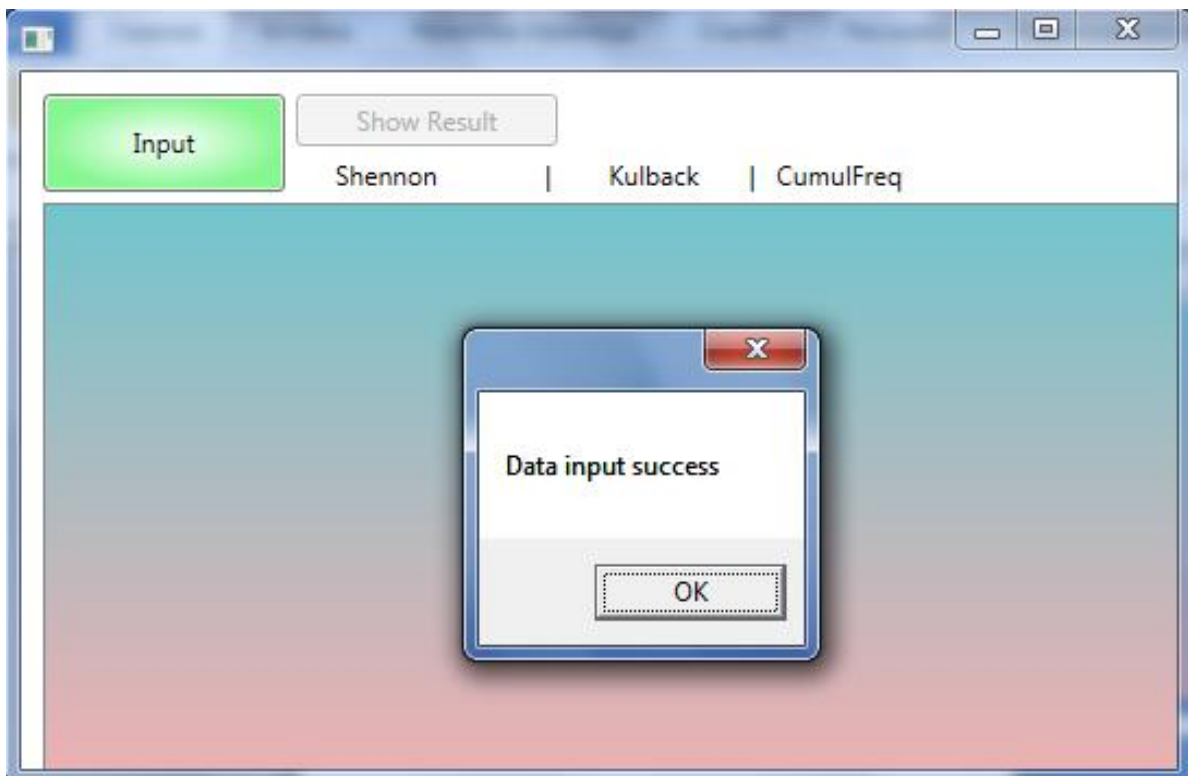 Input
Show Result
Shennon | Kulback | CumulFreq
Data input success
OK